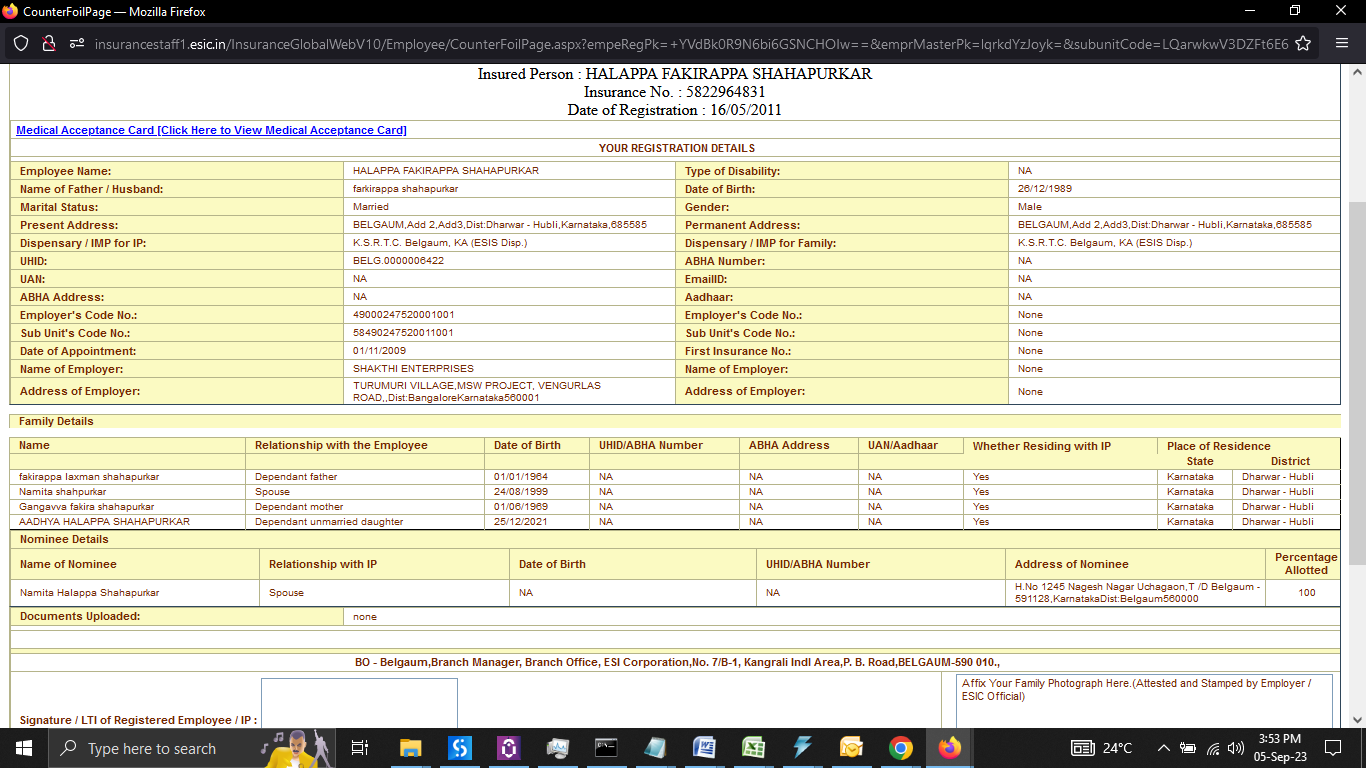 CounterFoilPage — Mozilla Firefox
insurancestaff1.esic.in/InsuranceGlobalWebV10/Employee/CounterFoilPage.aspx?empeRegPk=+YVdBk0R9N6bi6GSNCHOIw==&emprMasterPk=IqrkdYzJoyk=&subunitCode=LQarwkwV3DZFt6E6
Insured Person : HALAPPA FAKIRAPPA SHAHAPURKAR
Insurance No. : 5822964831
Date of Registration : 16/05/2011
Medical Acceptance Card [Click Here to View Medical Acceptance Card]
YOUR REGISTRATION DETAILS
Employee Name: HALAPPA FAKIRAPPA SHAHAPURKAR Type of Disability: NA
Name of Father / Husband: farkirappa shahapurkar Date of Birth: 26/12/1989
Marital Status: Married Gender: Male
Present Address: BELGAUM,Add 2,Add3,Dist:Dharwar - Hubli,Karnataka,685585 Permanent Address: BELGAUM,Add 2,Add3,Dist:Dharwar - Hubli,Karnataka,685585
Dispensary / IMP for IP: K.S.R.T.C. Belgaum, KA (ESIS Disp.) Dispensary / IMP for Family: K.S.R.T.C. Belgaum, KA (ESIS Disp.)
UHID: BELG.0000006422 ABHA Number: NA
UAN: NA EmailID: NA
ABHA Address: NA Aadhaar: NA
Employer's Code No.: 49000247520001001 Employer's Code No.: None
Sub Unit's Code No.: 58490247520011001 Sub Unit's Code No.: None
Date of Appointment: 01/11/2009 First Insurance No.: None
Name of Employer: SHAKTHI ENTERPRISES Name of Employer: None
Address of Employer: TURUMURI VILLAGE,MSW PROJECT, VENGURLAS Address of Employer: None
ROAD,,Dist:BangaloreKarnataka560001
Family Details
Name Relationship with the Employee Date of Birth UHID/ABHA Number ABHA Address UAN/Aadhaar Whether Residing with IP Place of Residence
State District
fakirappa laxman shahapurkar Dependant father 01/01/1964 NA NA NA Yes Karnataka Dharwar - Hubli
Namita shahpurkar Spouse 24/08/1999 NA NA NA Yes Karnataka Dharwar - Hubli
Gangavva fakira shahapurkar Dependant mother 01/06/1969 NA NA NA Yes Karnataka Dharwar - Hubli
AADHYA HALAPPA SHAHAPURKAR Dependant unmarried daughter 25/12/2021 NA NA NA Yes Karnataka Dharwar - Hubli
Nominee Details
Name of Nominee Relationship with IP Date of Birth UHID/ABHA Number Address of Nominee Percentage Allotted
Namita Halappa Shahapurkar Spouse NA NA H.No 1245 Nagesh Nagar Uchagaon,T /D Belgaum - 100
591128,KarnatakaDist:Belgaum560000
Documents Uploaded: none
BO - Belgaum,Branch Manager, Branch Office, ESI Corporation,No. 7/B-1, Kangrali Indl Area,P. B. Road,BELGAUM-590 010.,
Affix Your Family Photograph Here.(Attested and Stamped by Employer /
ESIC Official)
Signature / LTI of Registered Employee / IP :
Type here to search
24°C
3:53 PM
05-Sep-23